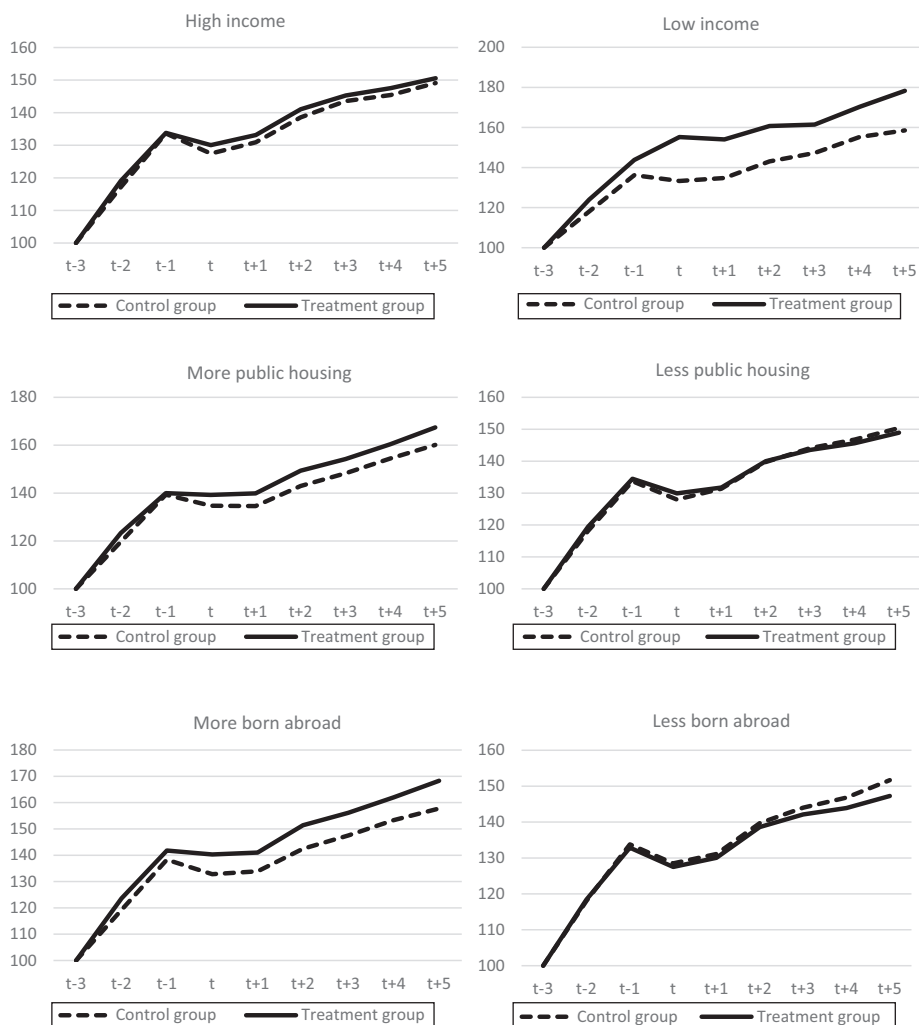 High income
160
150
140
130
120
110
100
t-3 t-2 t-1 t t+1 t+2 t+3 t+4 t+5
Control group Treatment group
Low income
200
180
160
140
120
100
t-3 t-2 t-1 t t+1 t+2 t+3 t+4 t+5
Control group Treatment group
More public housing
180
160
140
120
100
t-3 t-2 t-1 t t+1 t+2 t+3 t+4 t+5
Control group Treatment group
Less public housing
160
150
140
130
120
110
100
t-3 t-2 t-1 t t+1 t+2 t+3 t+4 t+5
Control group Treatment group
More born abroad
180
170
160
150
140
130
120
110
100
t-3 t-2 t-1 t t+1 t+2 t+3 t+4 t+5
Control group Treatment group
Less born abroad
160
150
140
130
120
110
100
t-3 t-2 t-1 t t+1 t+2 t+3 t+4 t+5
Control group Treatment group